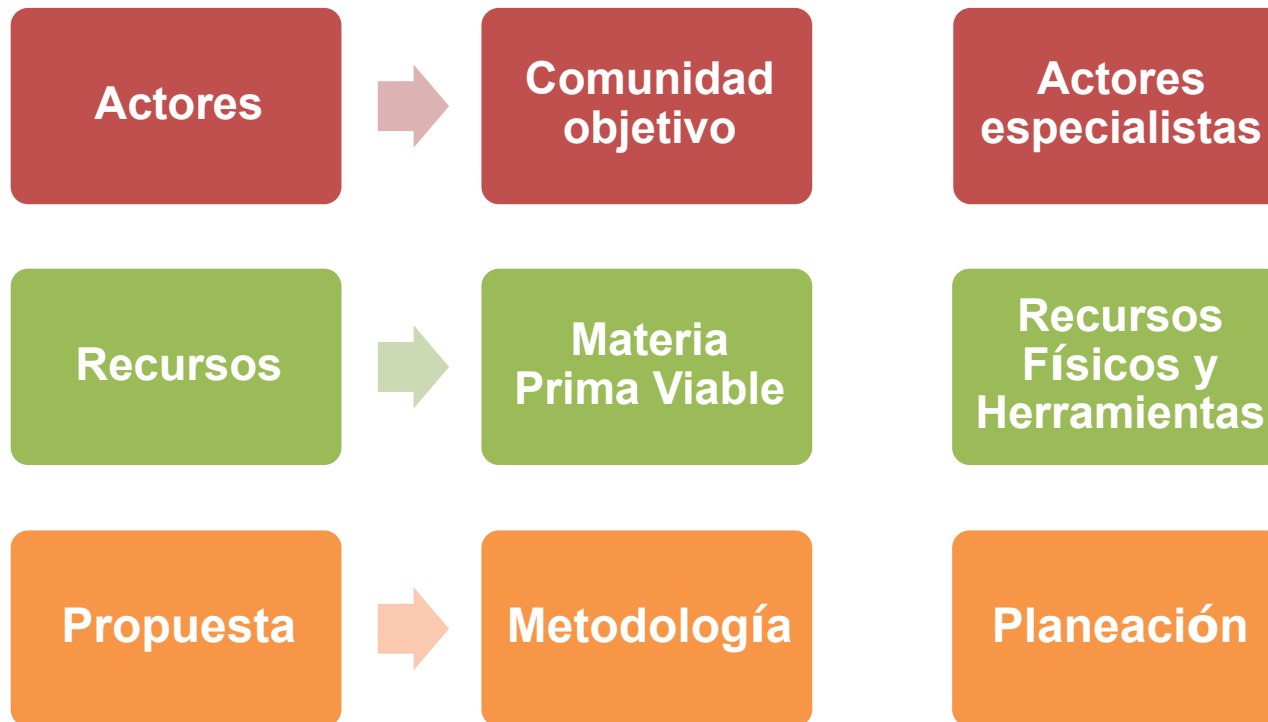 Actores
Comunidad
objetivo
Actores
especialistas
Recursos
Materia
Prima Viable
Recursos
Físicos y
Herramientas
Propuesta
Metodología
Planeación